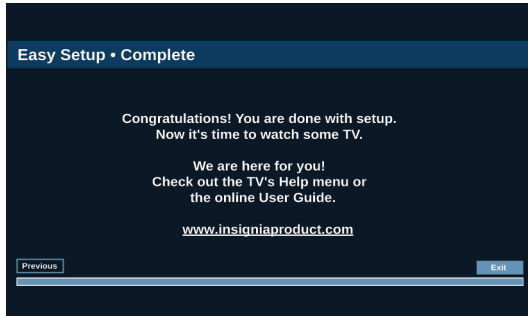 Easy Setup • Complete
Congratulations! You are done with setup.
Now it's time to watch some TV.
We are here for you!
Check out the TV's Help menu or
the online User Guide.
www.insigniaproduct.com
Previous
Exit